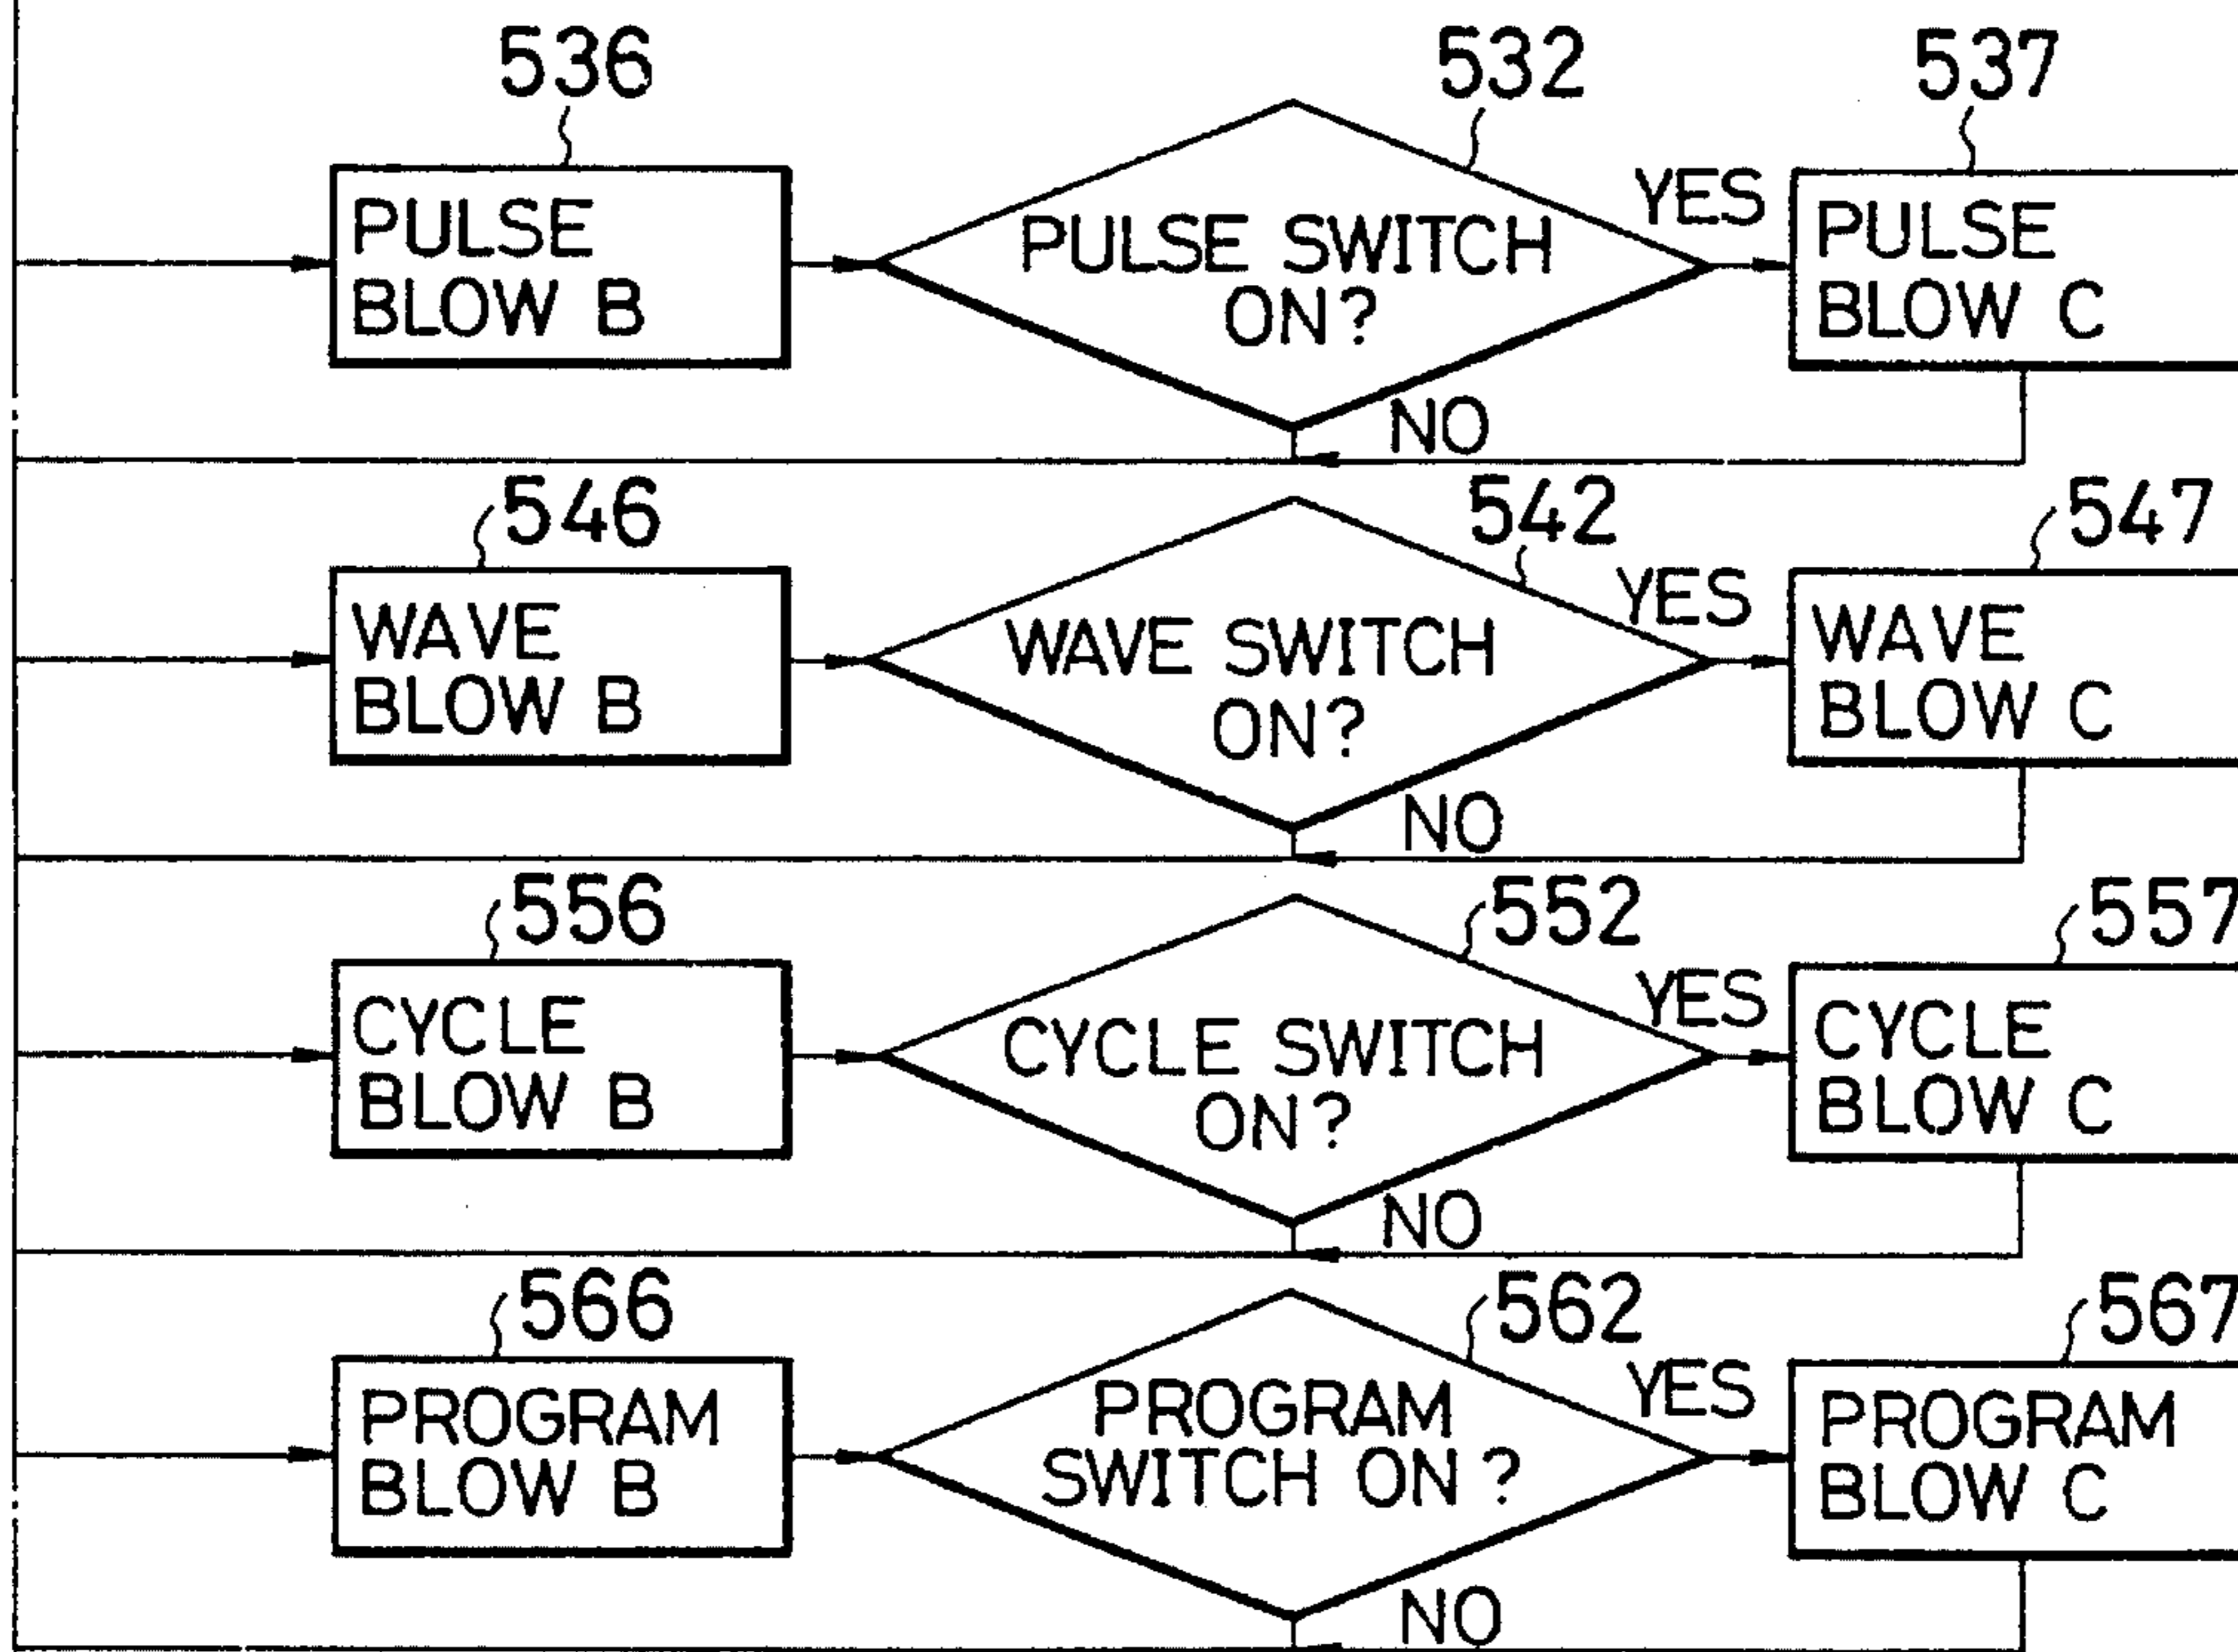 536
532
537
PULSE
BLOW B
PULSE SWITCH
ON?
YES
PULSE
BLOW C
NO
546
542
547
WAVE
BLOW B
WAVE SWITCH
ON?
YES
WAVE
BLOW C
NO
556
552
557
CYCLE
BLOW B
CYCLE SWITCH
ON?
YES
CYCLE
BLOW C
NO
566
562
567
PROGRAM
BLOW B
PROGRAM
SWITCH ON ?
YES
PROGRAM
BLOW C
NO